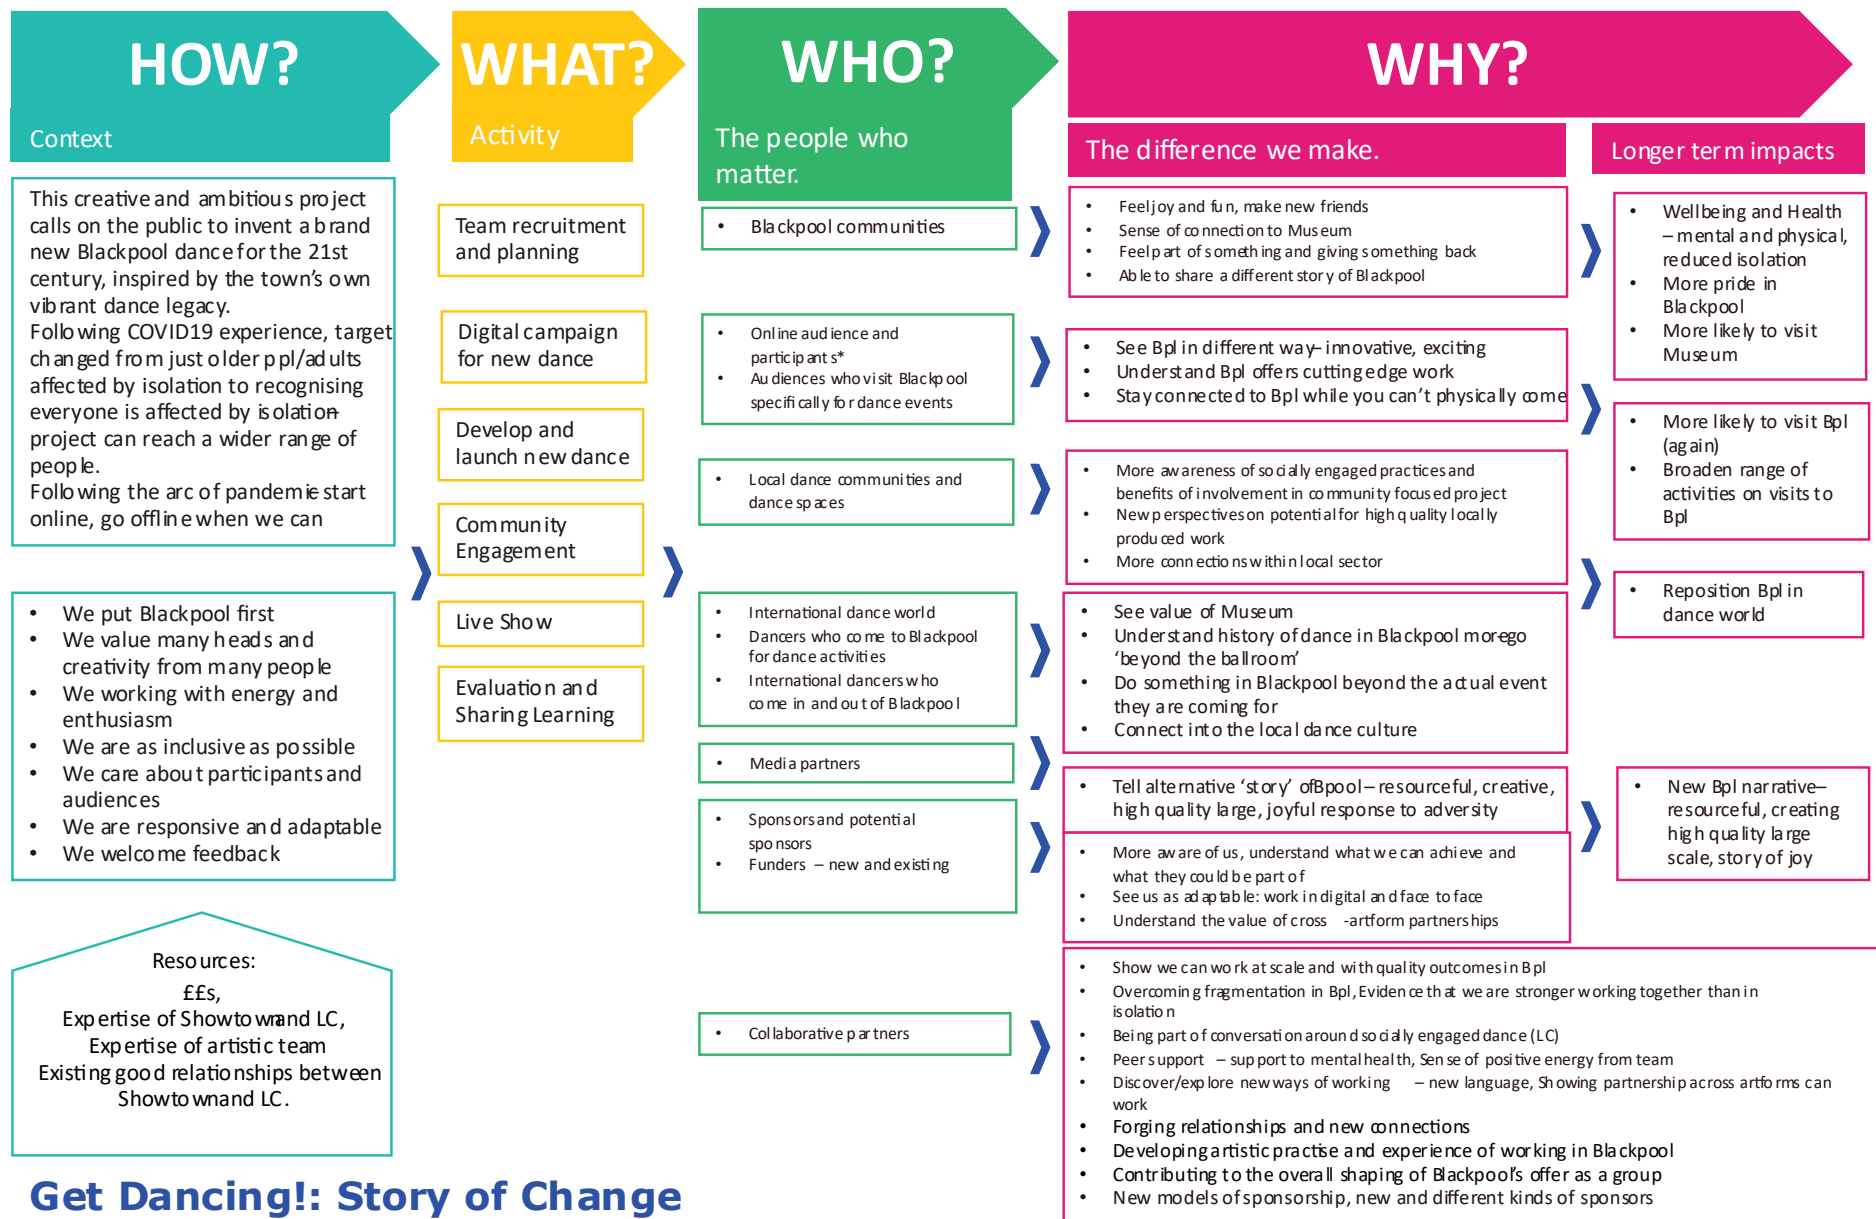 HOW?
Context
This creative and ambitious project
calls on the public to invent a brand
new Blackpool dance for the 21st
century, inspired by the town's own
vibrant dance legacy.
Following COVID19 experience, target
changed from just older ppl/adults
affected by isolation to recognising
everyone is affected by isolation–
project can reach a wider range of
people.
Following the arc of pandemic– start
online, go offline when we can
• We put Blackpool first
• We value many heads and
creativity from many people
• We working with energy and
enthusiasm
• We are as inclusive as possible
• We care about participants and
audiences
• We are responsive and adaptable
• We welcome feedback
Resources:
££s,
Expertise of Showtown and LC,
Expertise of artistic team
Existing good relationships between
Showtown and LC.
WHAT?
Activity
Team recruitment
and planning
Digital campaign
for new dance
Develop and
launch new dance
Community
Engagement
Live Show
Evaluation and
Sharing Learning
WHO?
The people who
matter.
• Blackpool communities
• Online audience and
participants*
• Audiences who visit Blackpool
specifically for dance events
• Local dance communities and
dance spaces
• International dance world
• Dancers who come to Blackpool
for dance activities
• International dancers who
come in and out of Blackpool
• Media partners
• Sponsors and potential
sponsors
• Funders – new and existing
• Collaborative partners
WHY?
The difference we make.
• Feel joy and fun, make new friends
• Sense of connection to Museum
• Feel part of something and giving something back
• Able to share a different story of Blackpool
• See Bpl in different way– innovative, exciting
• Understand Bpl offers cutting edge work
• Stay connected to Bpl while you can't physically come
• More awareness of socially engaged practices and
benefits of involvement in community focused project
• New perspectives on potential for high quality locally
produced work
• More connections within local sector
• See value of Museum
• Understand history of dance in Blackpool more– go
'beyond the ballroom'
• Do something in Blackpool beyond the actual event
they are coming for
• Connect into the local dance culture
• Tell alternative 'story' of Bpool – resourceful, creative,
high quality large, joyful response to adversity
• More aware of us, understand what we can achieve and
what they could be part of
• See us as adaptable: work in digital and face to face
• Understand the value of cross -artform partnerships
• Show we can work at scale and with quality outcomes in Bpl
• Overcoming fragmentation in Bpl, Evidence that we are stronger working together than in
isolation
• Being part of conversation around socially engaged dance (LC)
• Peer support – support to mental health, Sense of positive energy from team
• Discover/explore new ways of working – new language, Showing partnership across artforms can
work
• Forging relationships and new connections
• Developing artistic practise and experience of working in Blackpool
• Contributing to the overall shaping of Blackpool's offer as a group
• New models of sponsorship, new and different kinds of sponsors
Longer term impacts
• Wellbeing and Health
– mental and physical,
reduced isolation
• More pride in
Blackpool
• More likely to visit
Museum
• More likely to visit Bpl
(again)
• Broaden range of
activities on visits to
Bpl
• Reposition Bpl in
dance world
• New Bpl narrative–
resourceful, creating
high quality large
scale, story of joy
Get Dancing!: Story of Change